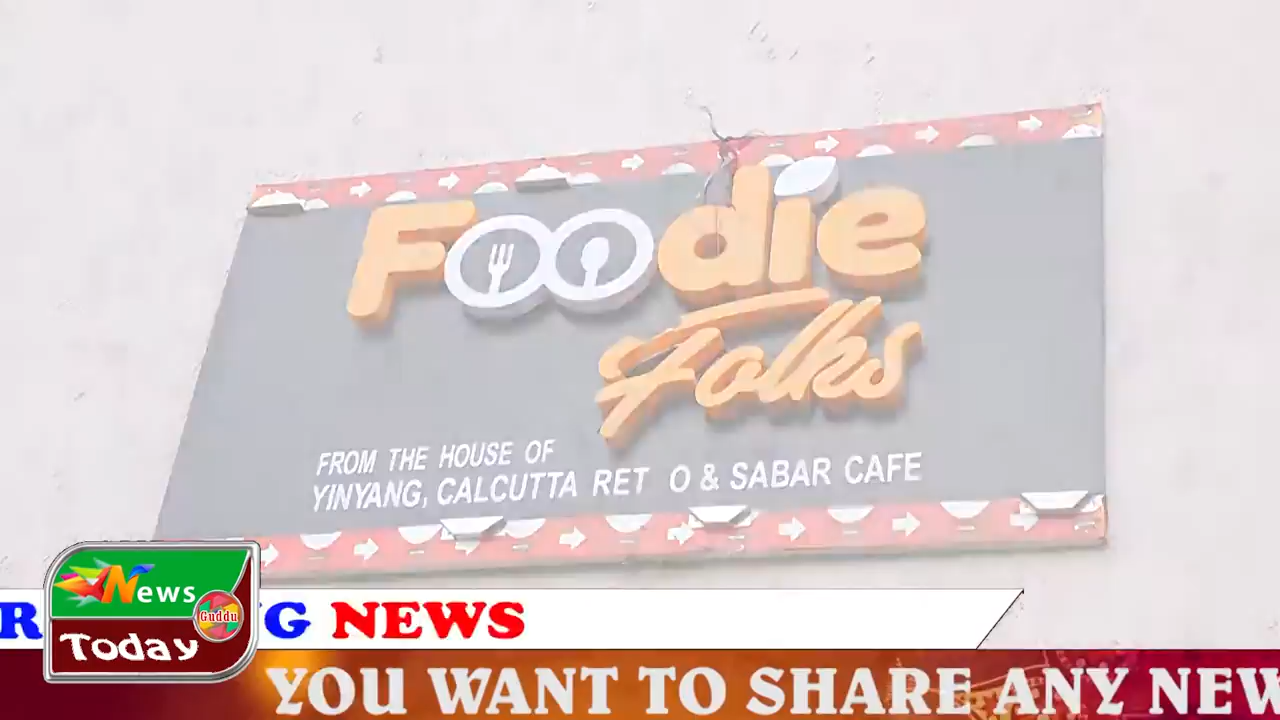 Foodie
Folks
FROM THE HOUSE OF
YINYANG, CALCUTTA RET O & SABAR CAFE
News
Guddu
Today
R
G NEWS
YOU WANT TO SHARE ANY NEW